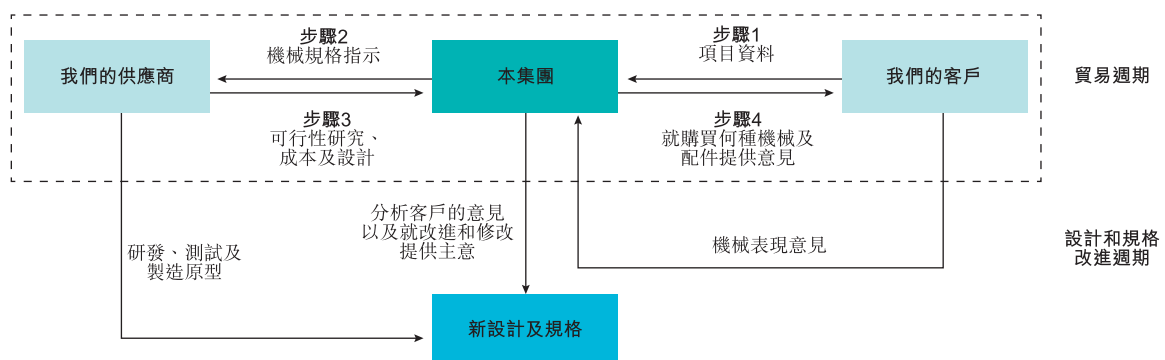 步驟2
機械規格指示
步驟1
項目資料
我們的供應商
本集團
我們的客戶
貿易週期
步驟3
可行性研究、
成本及設計
步驟4
就購買何種機械及
配件提供意見
分析客戶的意見
以及就改進和修改
提供主意
研發、測試及
製造原型
機械表現意見
設計和規格
改進週期
新設計及規格